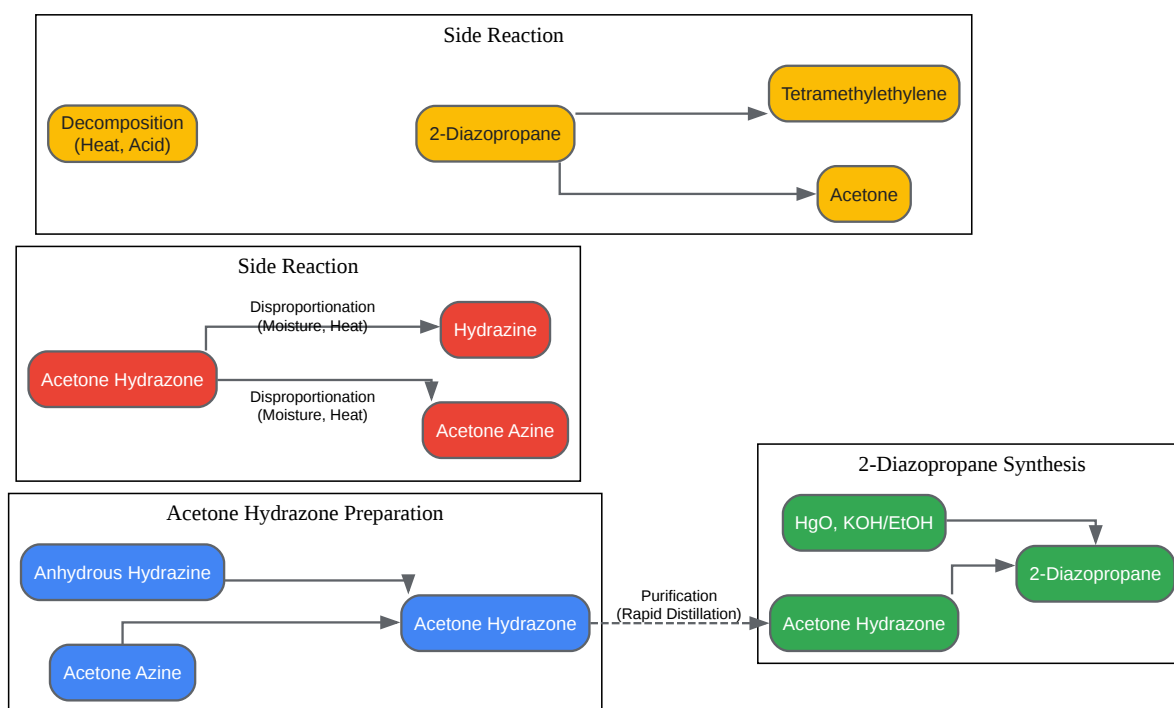 Side Reaction
Decomposition
(Heat, Acid)
2-Diazopropane
Tetramethylethylene
Acetone
Side Reaction
Acetone Hydrazone
Disproportionation
(Moisture, Heat)
Hydrazine
Disproportionation
(Moisture, Heat)
Acetone Azine
Acetone Hydrazone Preparation
Anhydrous Hydrazine
Acetone Azine
Acetone Hydrazone
Purification
(Rapid Distillation)
2-Diazopropane Synthesis
HgO, KOH/EtOH
Acetone Hydrazone
2-Diazopropane